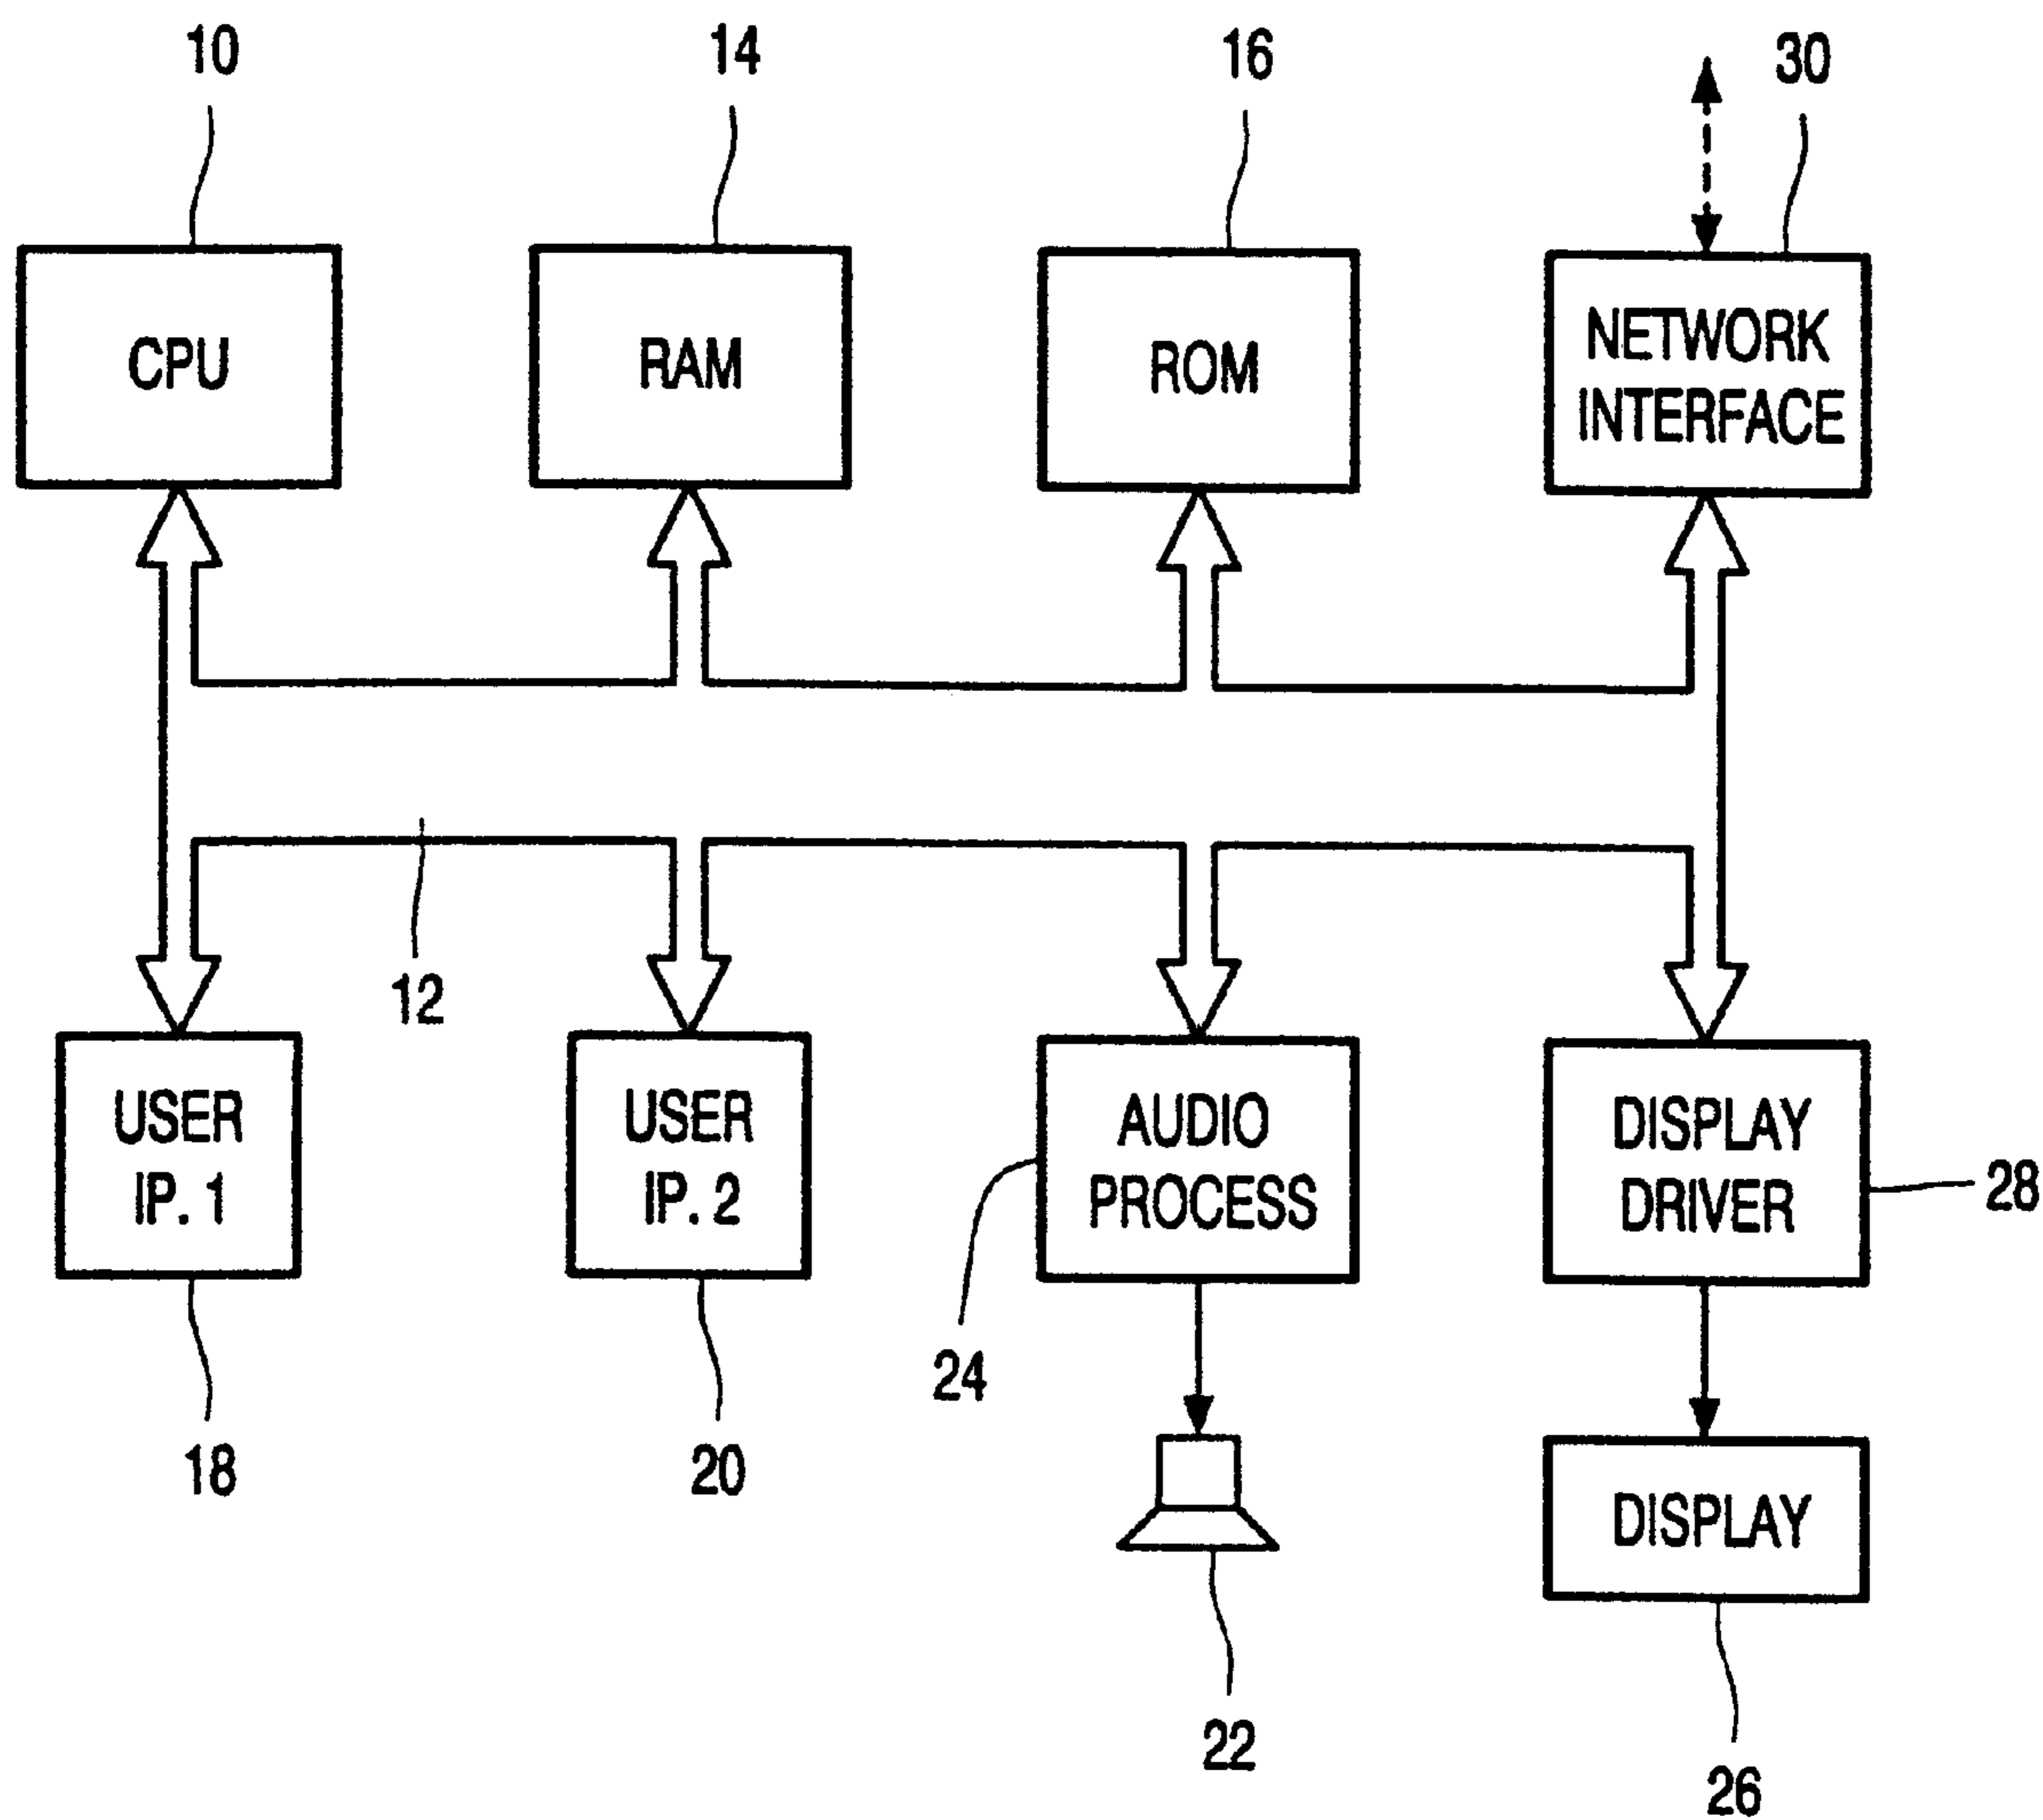 10
14
16
30
CPU
RAM
ROM
NETWORK
INTERFACE
12
USER
IP. 1
USER
IP. 2
AUDIO
PROCESS
DISPLAY
DRIVER
28
24
18
20
DISPLAY
22
26